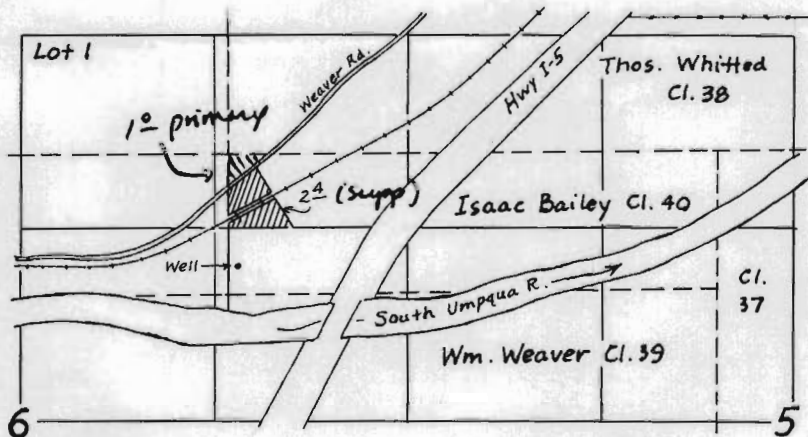 Lot 1
Weaver Rd.
Hwy I-5
Thos. Whitted
Cl. 38
1º primary
(supp)
Isaac Bailey Cl. 40
Well
South Umpqua R.
Cl.
37
Wm. Weaver Cl. 39
6
5